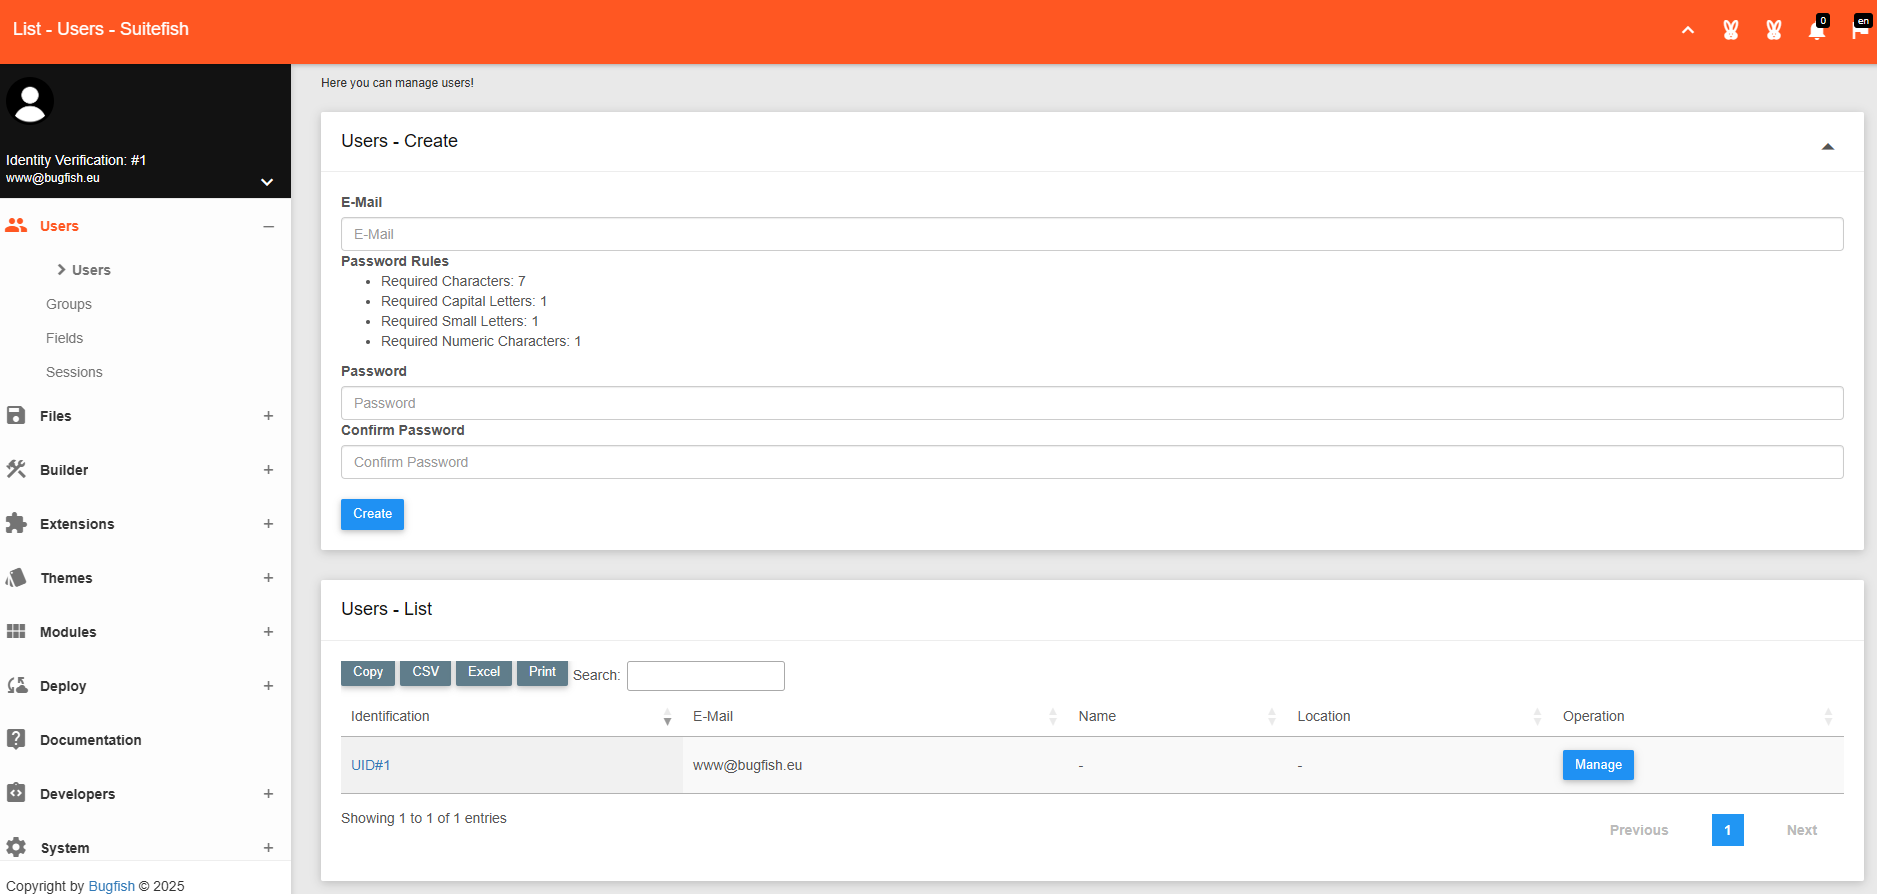 List - Users - Suitefish
0
en
Identity Verification: #1
www@bugfish.eu
Users
Users
Groups
Fields
Sessions
Files
Builder
Extensions
Themes
Modules
Deploy
Documentation
Developers
System
Copyright by Bugfish © 2025
Here you can manage users!
Users - Create
E-Mail
E-Mail
Password Rules
Required Characters: 7
Required Capital Letters: 1
Required Small Letters: 1
Required Numeric Characters: 1
Password
Password
Confirm Password
Confirm Password
Create
Users - List
Copy CSV Excel Print Search:
Identification E-Mail Name Location Operation
UID#1 www@bugfish.eu - - Manage
Showing 1 to 1 of 1 entries
Previous 1 Next